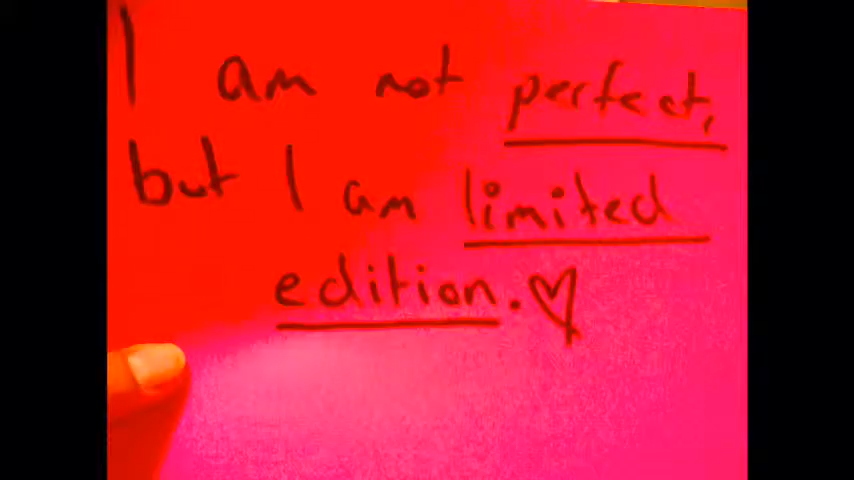 I am not perfect,
but I am limited
edition. ♡